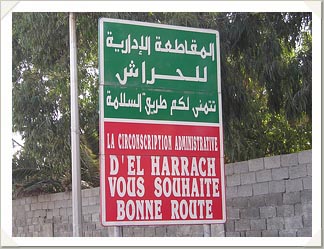 المقاطعة الإدارية
للحراش
تتمنى لكم طريق السلامة
LA CIRCONSCRIPTION ADMINISTRATIVE
D'EL HARRACH
VOUS SOUHAITE
BONNE ROUTE